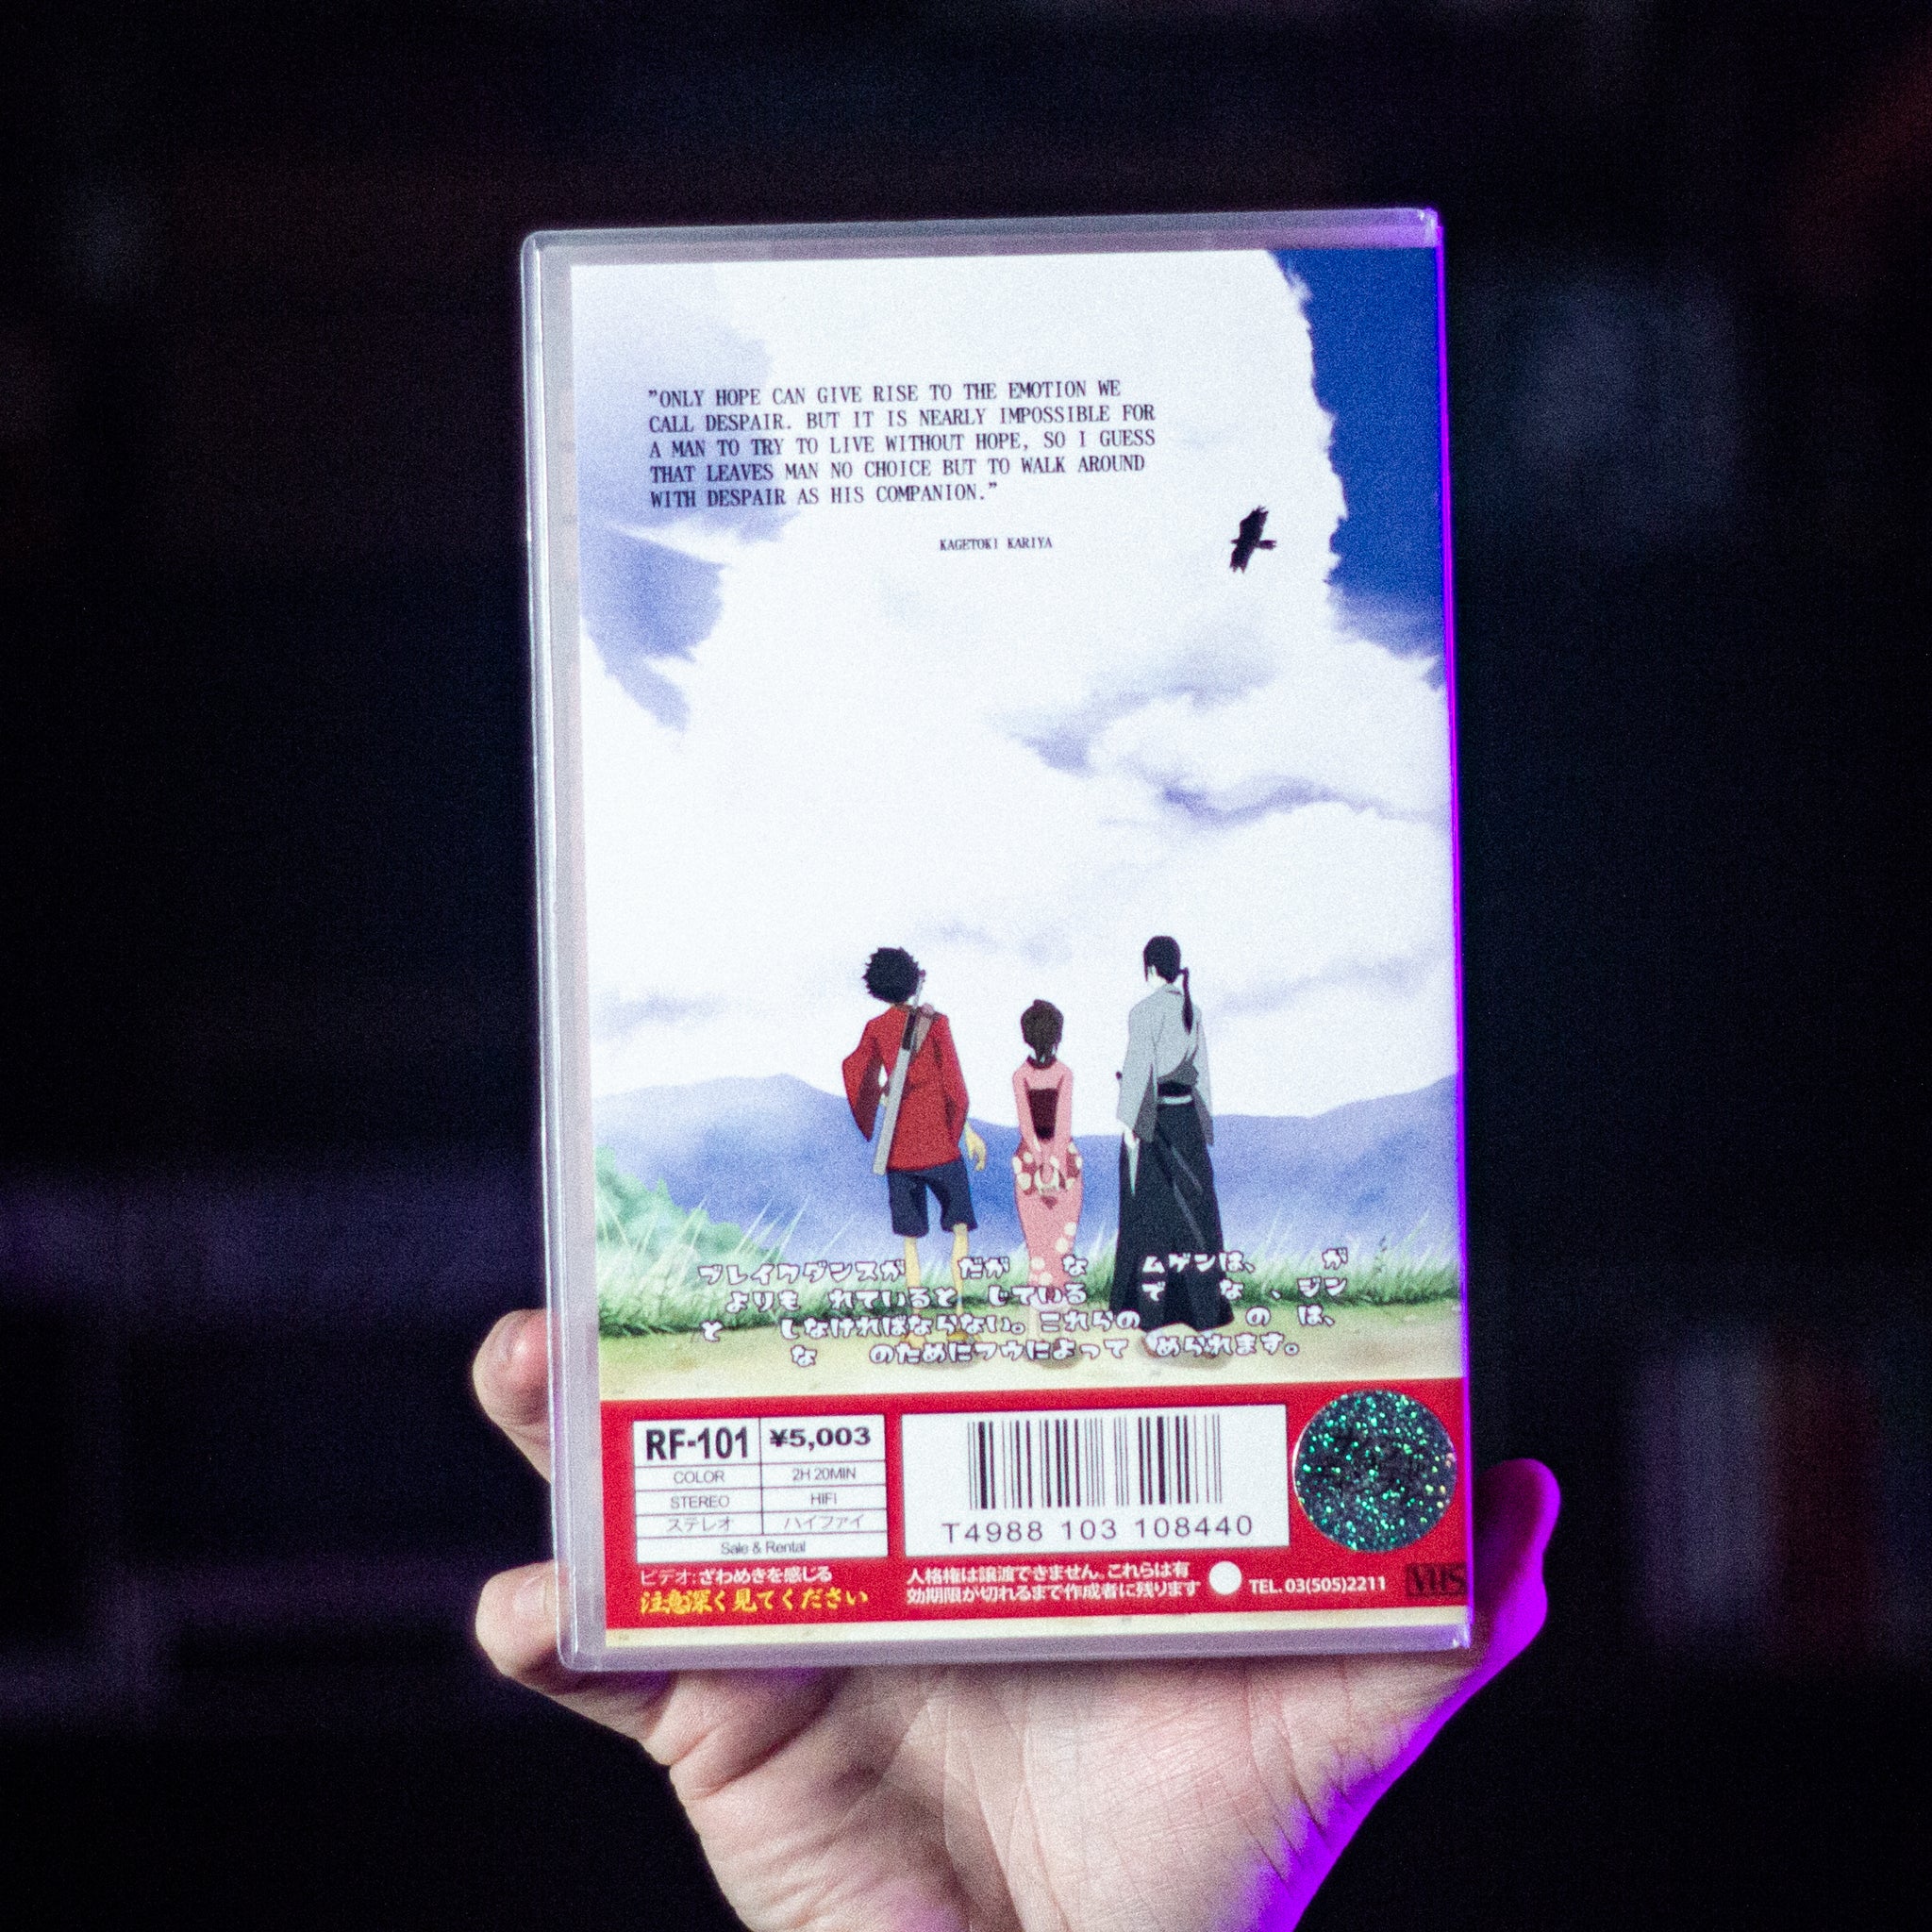 "ONLY HOPE CAN GIVE RISE TO THE EMOTION WE
CALL DESPAIR. BUT IT IS NEARLY IMPOSSIBLE FOR
A MAN TO TRY TO LIVE WITHOUT HOPE, SO I GUESS
THAT LEAVES MAN NO CHOICE BUT TO WALK AROUND
WITH DESPAIR AS HIS COMPANION."
KAGETOKI KARIYA
ブレイクダンスが だが な ムゲンは、 が
よりも れていると じている で な 、ジン
と しなければならない。これらの の は、
な のためにフウによって められます。
RF-101 ¥5,003
COLOR 2H 20MIN
STEREO HIFI
ステレオ ハイファイ
Sale & Rental
T4988 103 108440
ビデオ: ざわめきを感じる
注意深く見てください
人格権は譲渡できません。これらは有
効期限が切れるまで作成者に残ります
TEL. 03(505)2211
VHS